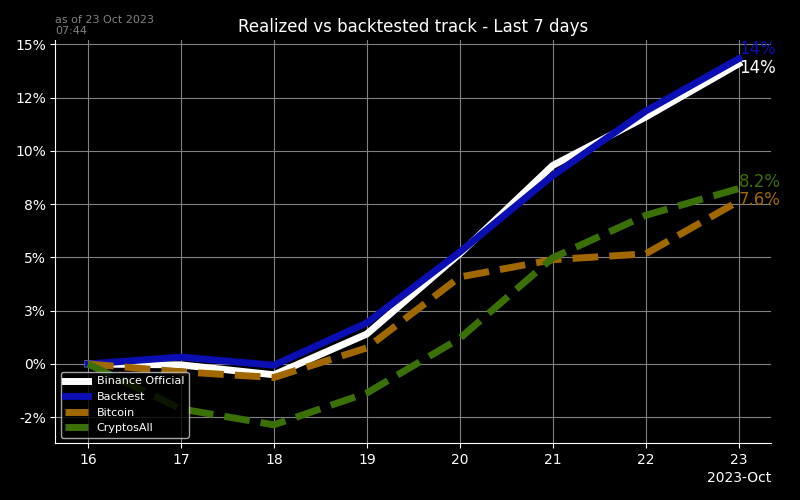 as of 23 Oct 2023
07:44
Realized vs backtested track - Last 7 days
15%
12%
10%
8%
5%
3%
0%
-2%
14%
14%
8.2%
7.6%
Binance Official
Backtest
Bitcoin
CryptosAll
16 17 18 19 20 21 22 23
2023-Oct